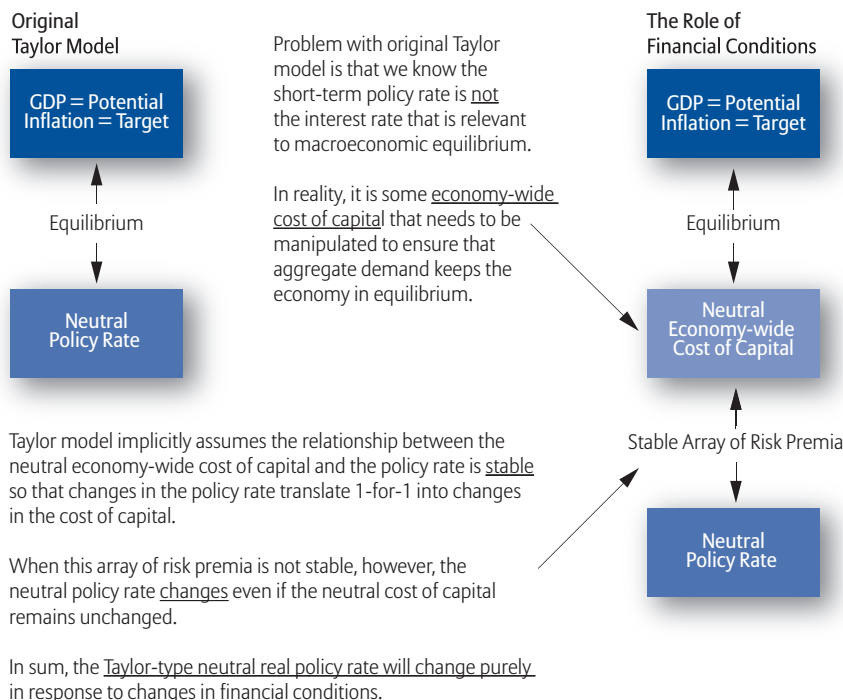 Original
Taylor Model
GDP = Potential
Inflation = Target
Equilibrium
Neutral
Policy Rate
Problem with original Taylor
model is that we know the
short-term policy rate is not
the interest rate that is relevant
to macroeconomic equilibrium.
In reality, it is some economy-wide
cost of capital that needs to be
manipulated to ensure that
aggregate demand keeps the
economy in equilibrium.
The Role of
Financial Conditions
GDP = Potential
Inflation = Target
Equilibrium
Neutral
Economy-wide
Cost of Capital
Stable Array of Risk Premia
Neutral
Policy Rate
Taylor model implicitly assumes the relationship between the
neutral economy-wide cost of capital and the policy rate is stable
so that changes in the policy rate translate 1-for-1 into changes
in the cost of capital.
When this array of risk premia is not stable, however, the
neutral policy rate changes even if the neutral cost of capital
remains unchanged.
In sum, the Taylor-type neutral real policy rate will change purely
in response to changes in financial conditions.